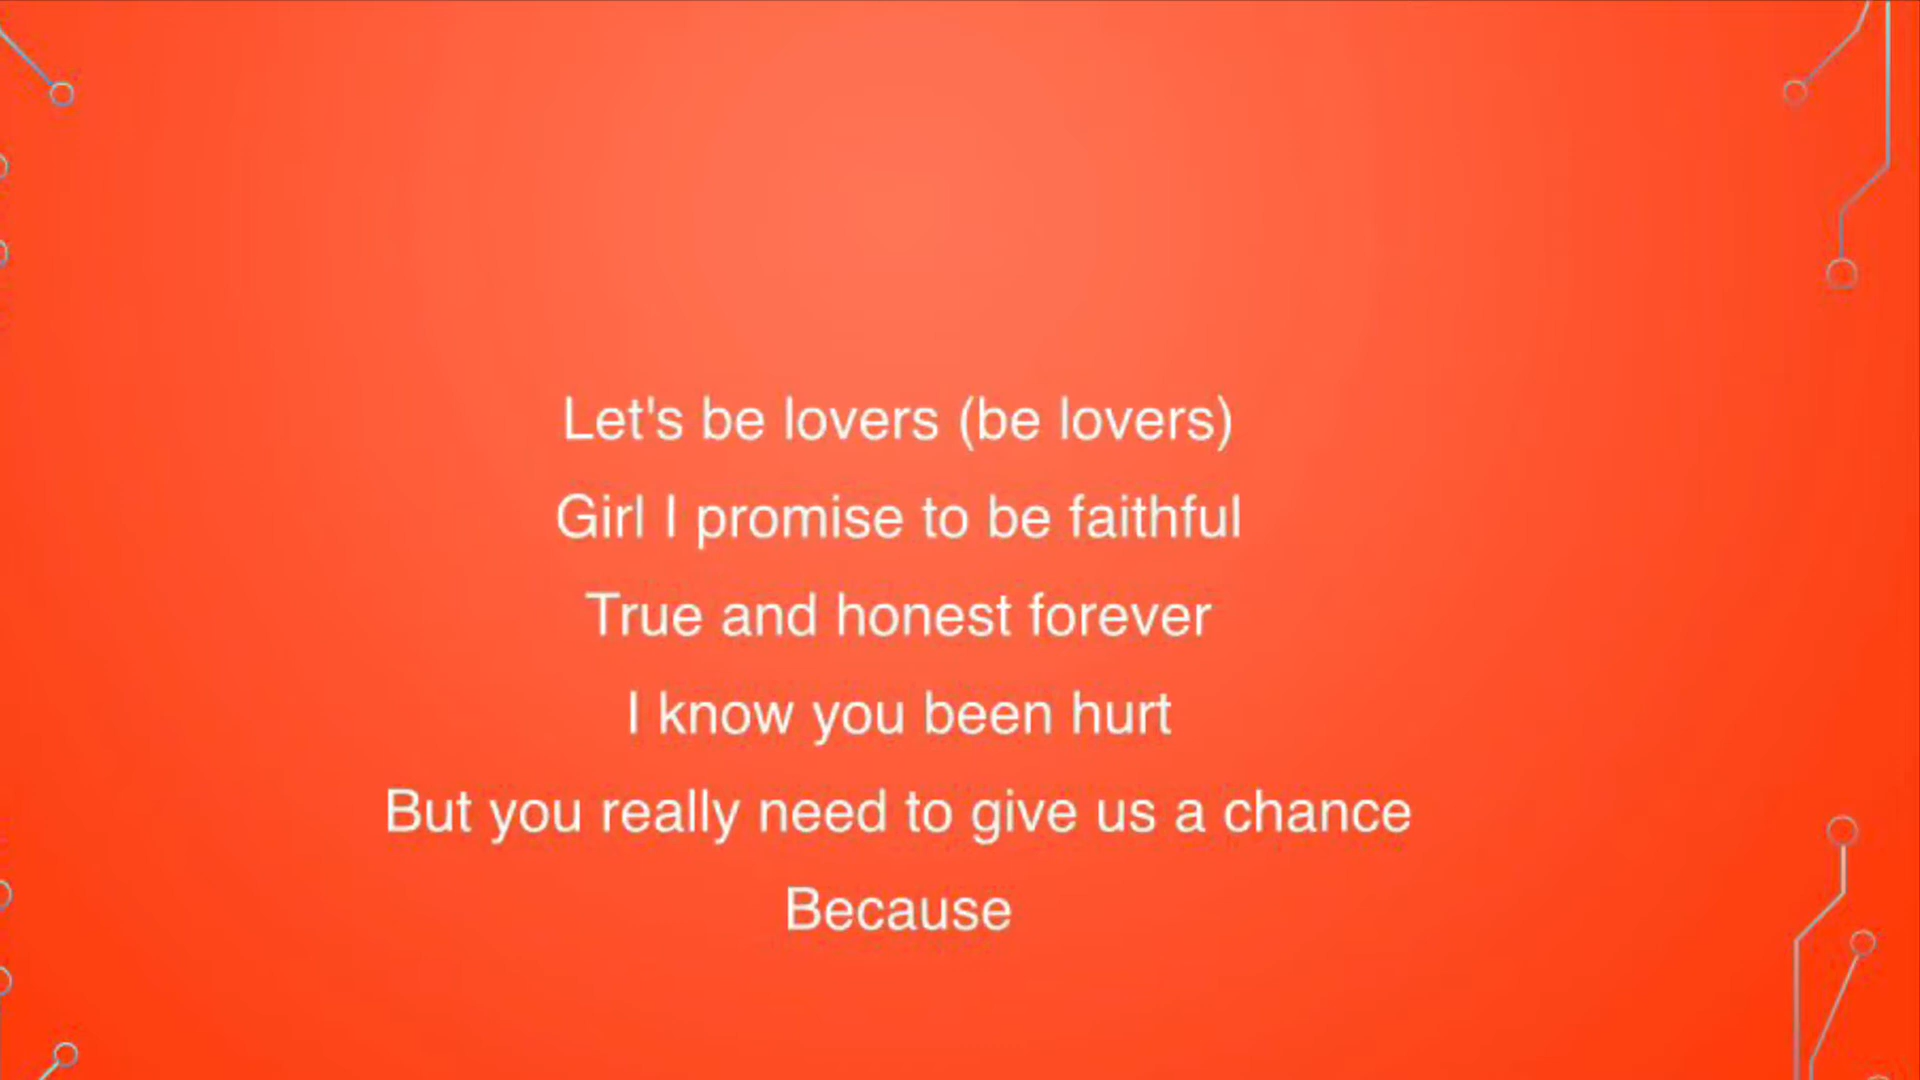 Let's be lovers (be lovers)
Girl I promise to be faithful
True and honest forever
I know you been hurt
But you really need to give us a chance
Because